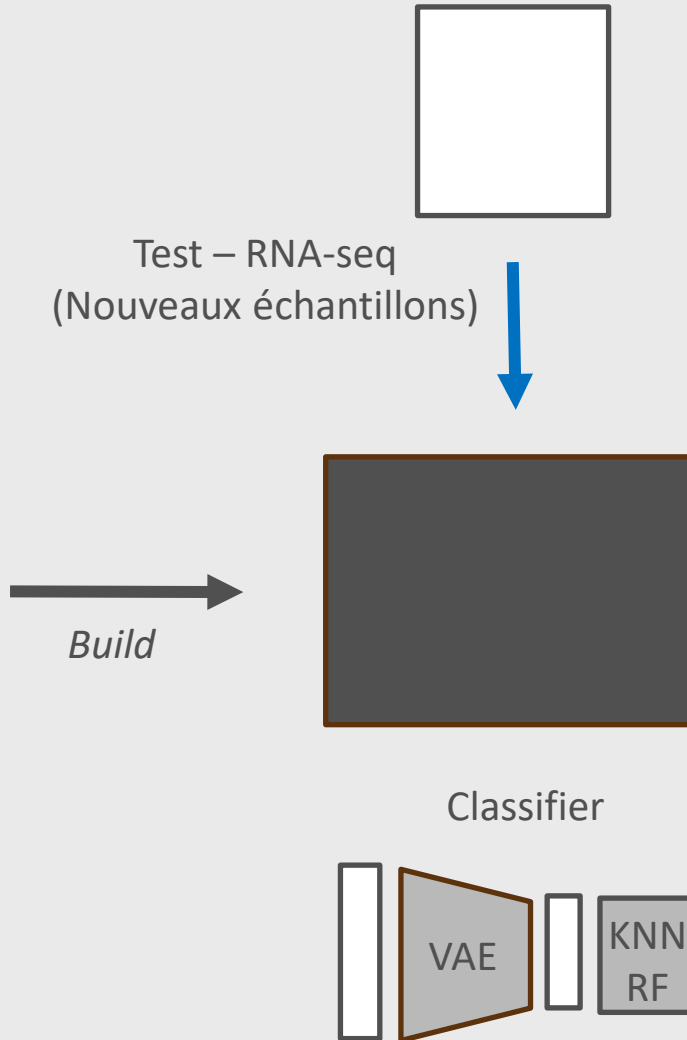 Test – RNA-seq
(Nouveaux échantillons)
Build
Classifier
VAE
KNN
RF